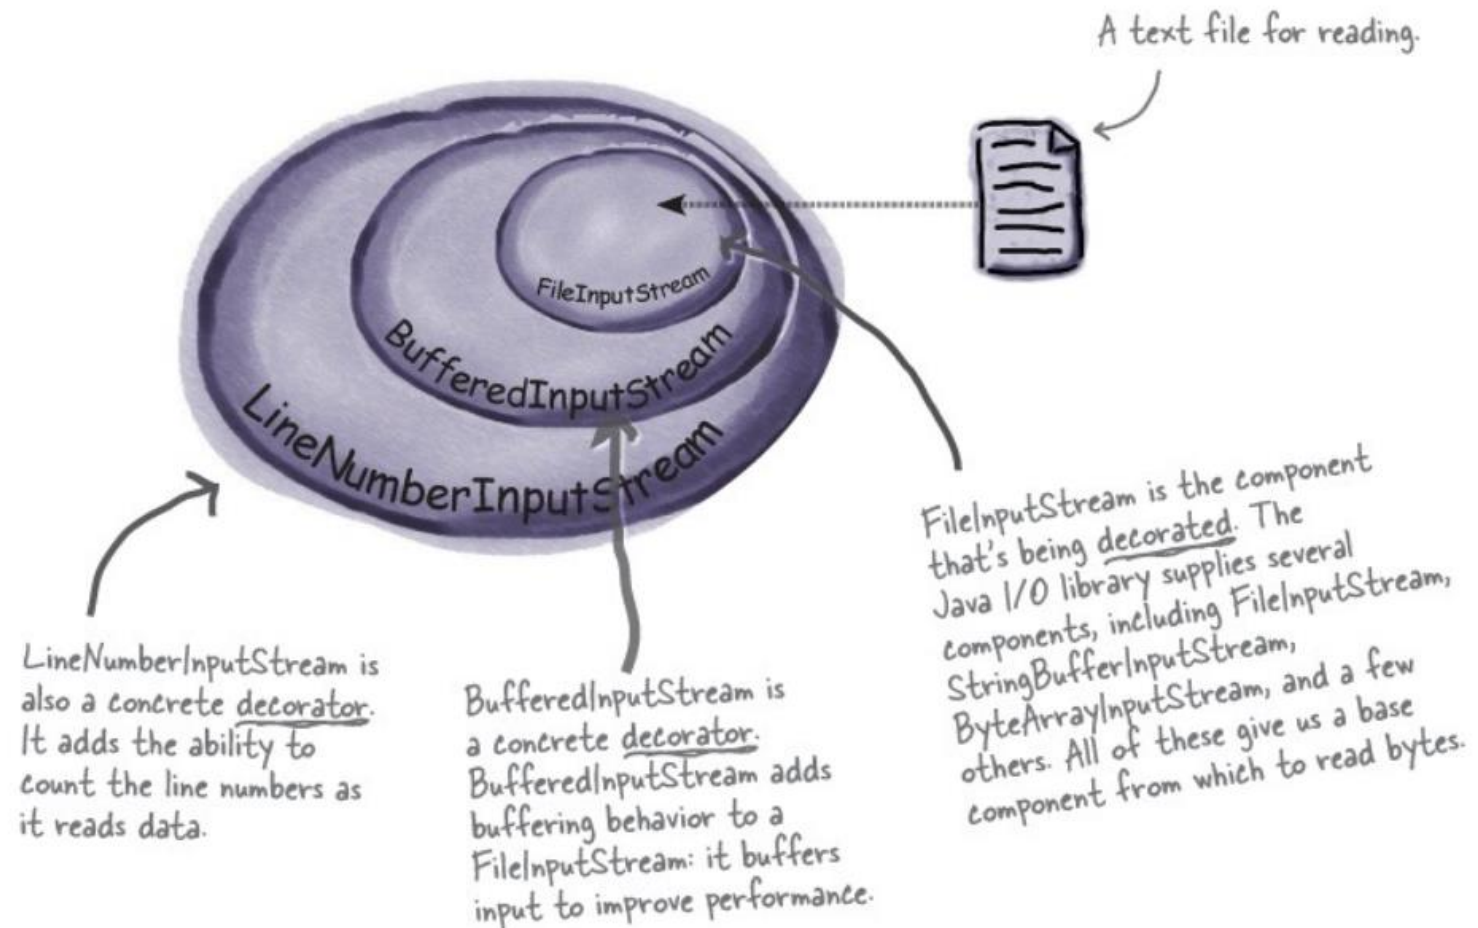 A text file for reading.
FileInputStream
BufferedInputStream
LineNumberInputStream
FileInputStream is the component
that's being decorated. The
Java I/O library supplies several
components, including FileInputStream,
StringBufferInputStream,
ByteArrayInputStream, and a few
others. All of these give us a base
component from which to read bytes.
LineNumberInputStream is
also a concrete decorator.
It adds the ability to
count the line numbers as
it reads data.
BufferedInputStream is
a concrete decorator.
BufferedInputStream adds
buffering behavior to a
FileInputStream: it buffers
input to improve performance.